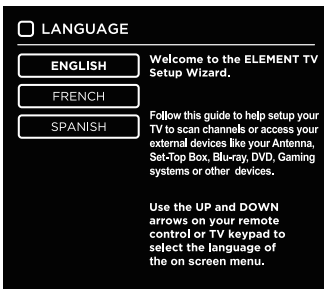 LANGUAGE
ENGLISH
FRENCH
SPANISH
Welcome to the ELEMENT TV
Setup Wizard.
Follow this guide to help setup your
TV to scan channels or access your
external devices like your Antenna,
Set-Top Box, Blu-ray, DVD, Gaming
systems or other devices.
Use the UP and DOWN
arrows on your remote
control or TV keypad to
select the language of
the on screen menu.